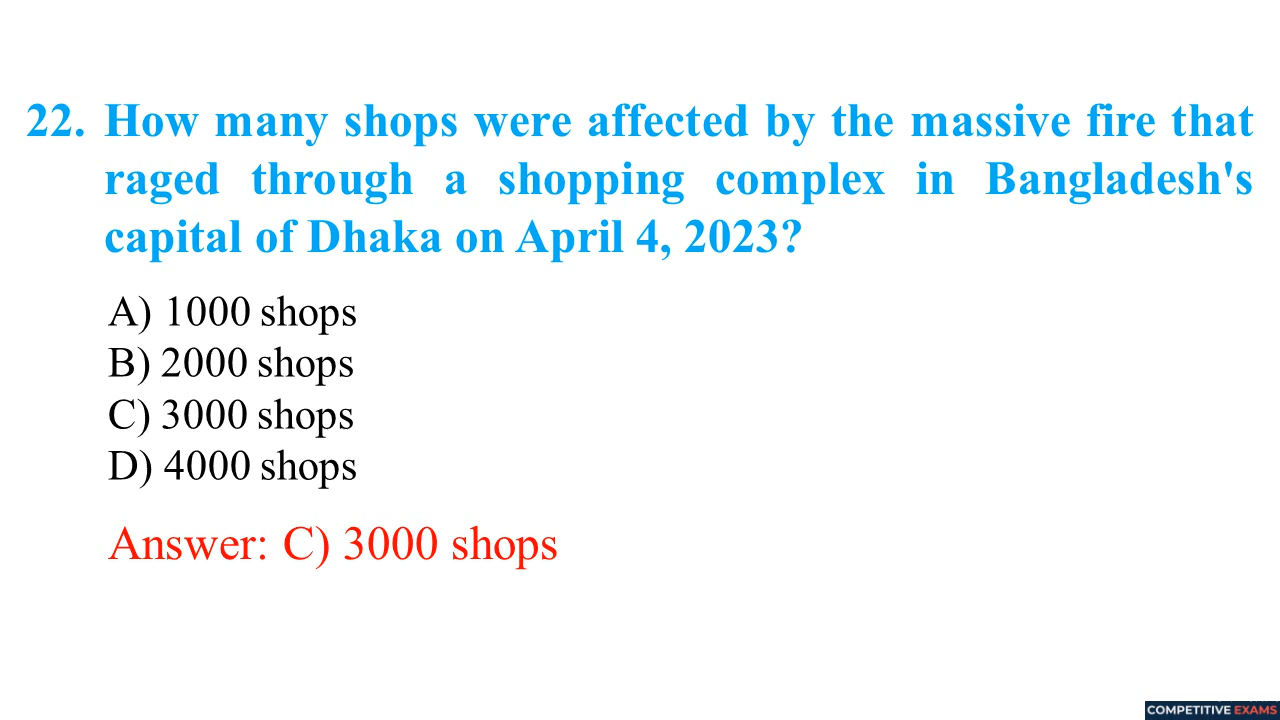 22. How many shops were affected by the massive fire that
raged through a shopping complex in Bangladesh's
capital of Dhaka on April 4, 2023?
A) 1000 shops
B) 2000 shops
C) 3000 shops
D) 4000 shops
Answer: C) 3000 shops
COMPETITIVE EXAMS